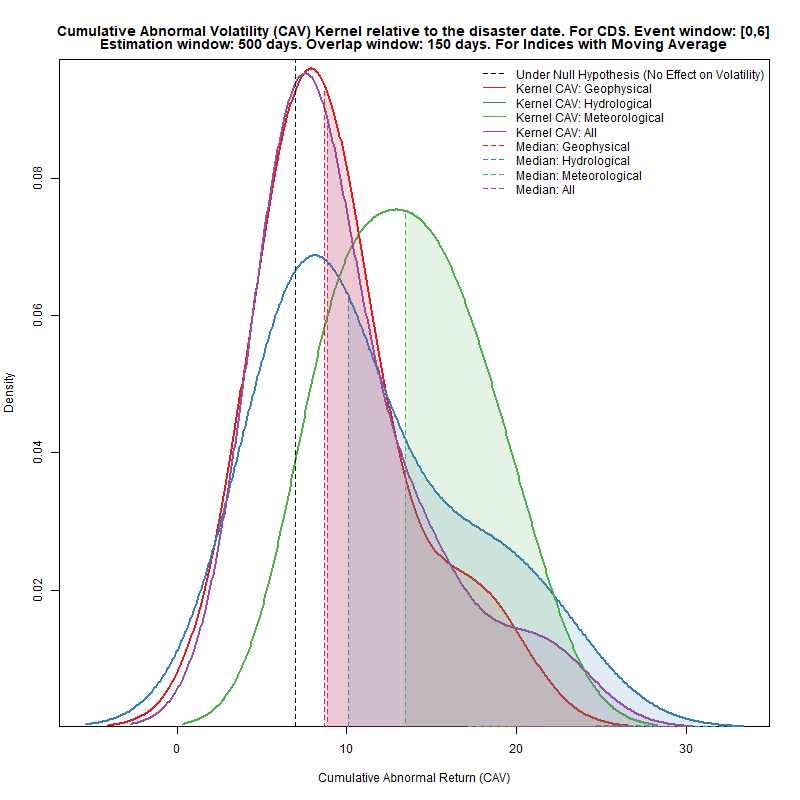 Cumulative Abnormal Volatility (CAV) Kernel relative to the disaster date. For CDS. Event window: [0,6]
Estimation window: 500 days. Overlap window: 150 days. For Indices with Moving Average
Under Null Hypothesis (No Effect on Volatility)
Kernel CAV: Geophysical
Kernel CAV: Hydrological
Kernel CAV: Meteorological
Kernel CAV: All
Median: Geophysical
Median: Hydrological
Median: Meteorological
Median: All
0.08
0.06
0.04
0.02
Density
0 10 20 30
Cumulative Abnormal Return (CAV)